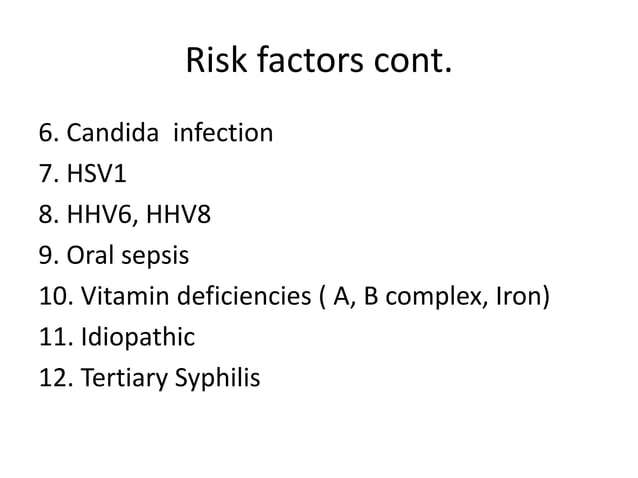 Risk factors cont.
6. Candida  infection
7. HSV1
8. HHV6, HHV8
9. Oral sepsis
10. Vitamin deficiencies ( A, B complex, Iron)
11. Idiopathic
12. Tertiary Syphilis